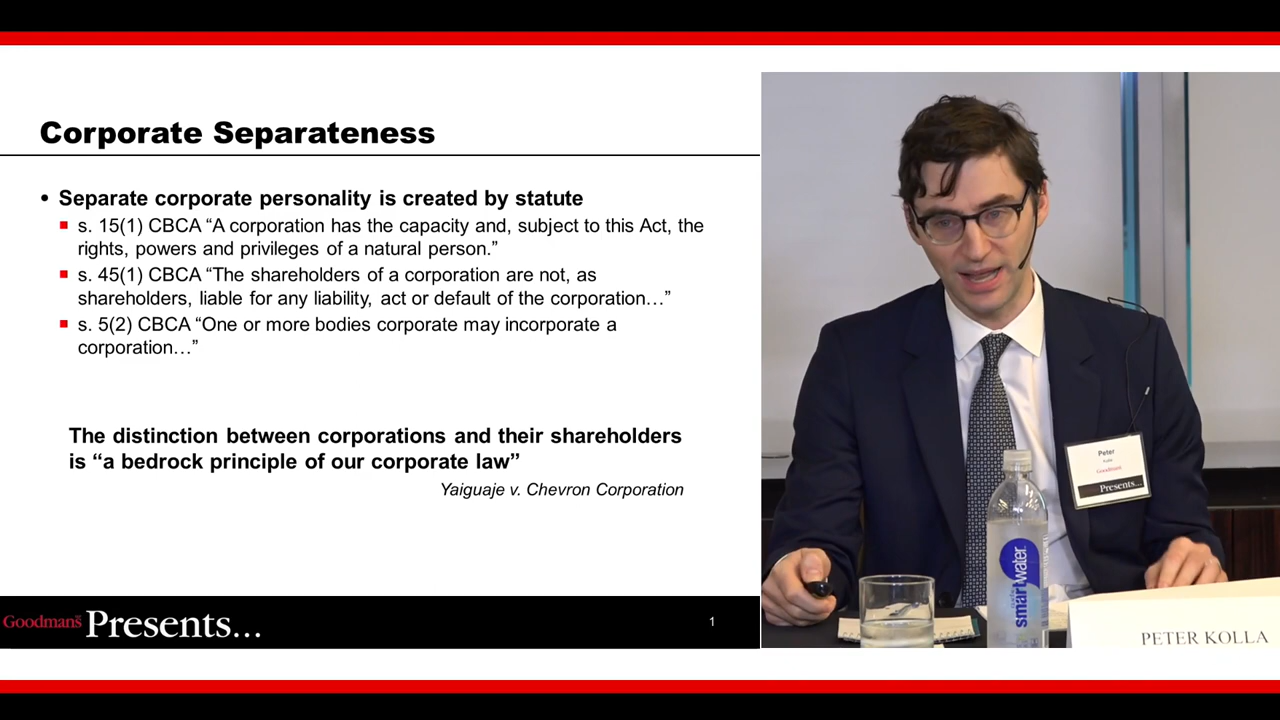 Corporate Separateness
• Separate corporate personality is created by statute
s. 15(1) CBCA “A corporation has the capacity and, subject to this Act, the
rights, powers and privileges of a natural person.”
s. 45(1) CBCA “The shareholders of a corporation are not, as
shareholders, liable for any liability, act or default of the corporation…”
s. 5(2) CBCA “One or more bodies corporate may incorporate a
corporation…”
The distinction between corporations and their shareholders
is “a bedrock principle of our corporate law”
Yaiguaje v. Chevron Corporation
Goodmans Presents...
1
Peter
Kolla
Goodmans
Presents...
smartwater
PETER KOLLA